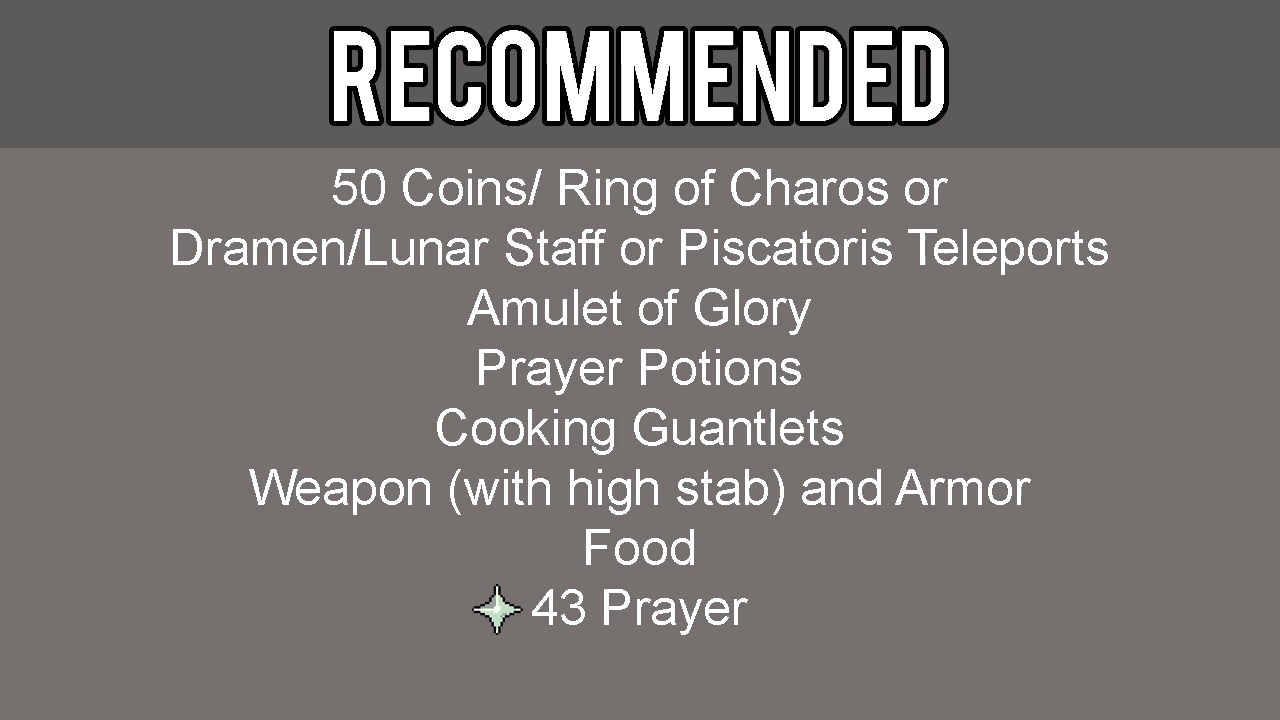 RECOMMENDED
50 Coins/ Ring of Charos or
Dramen/Lunar Staff or Piscatoris Teleports
Amulet of Glory
Prayer Potions
Cooking Guantlets
Weapon (with high stab) and Armor
Food
43 Prayer